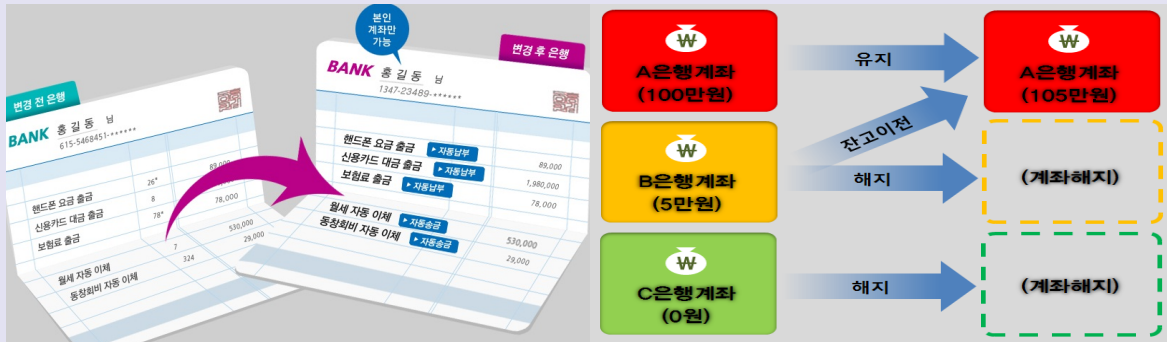 변경 전 은행
BANK 홍 길 동 님
615-5468451-******
핸드폰 요금 출금 26*
신용카드 대금 출금 8
보험료 출금 78*
89,000
78,000
월세 자동 이체 7 530,000
동창회비 자동 이체 324 29,000
본인
계좌만
가능
변경 후 은행
BANK 홍 길 동 님
1347-23489-******
핸드폰 요금 출금 ▶ 자동납부 89,000
신용카드 대금 출금 ▶ 자동납부 1,980,000
보험료 출금 ▶ 자동납부 78,000
월세 자동 이체 ▶ 자동송금 530,000
동창회비 자동 이체 ▶ 자동송금 29,000
₩
A은행계좌
(100만원)
유지
₩
A은행계좌
(105만원)
잔고이전
₩
B은행계좌
(5만원)
해지
(계좌해지)
₩
C은행계좌
(0원)
해지
(계좌해지)